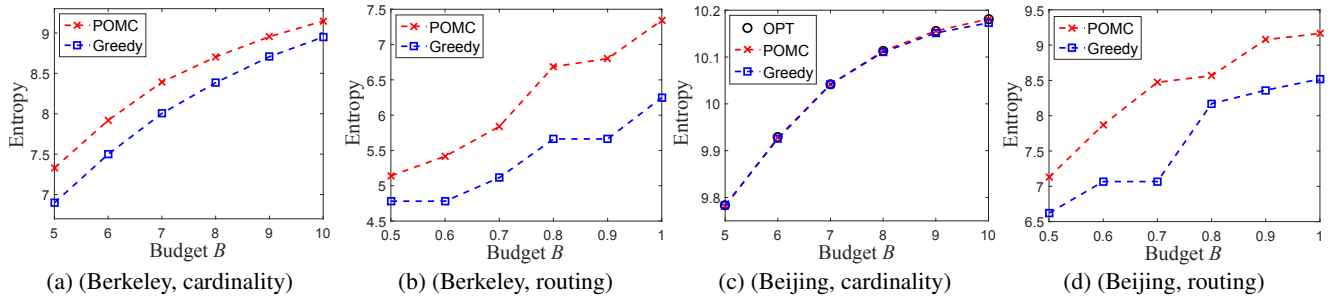 POMC
Greedy
Entropy
9
8.5
8
7.5
7
5 6 7 8 9 10
Budget B
(a) (Berkeley, cardinality)
POMC
Greedy
Entropy
7.5
7
6.5
6
5.5
5
4.5
0.5 0.6 0.7 0.8 0.9 1
Budget B
(b) (Berkeley, routing)
OPT
POMC
Greedy
Entropy
10.2
10.1
10
9.9
9.8
5 6 7 8 9 10
Budget B
(c) (Beijing, cardinality)
POMC
Greedy
Entropy
9.5
9
8.5
8
7.5
7
6.5
0.5 0.6 0.7 0.8 0.9 1
Budget B
(d) (Beijing, routing)